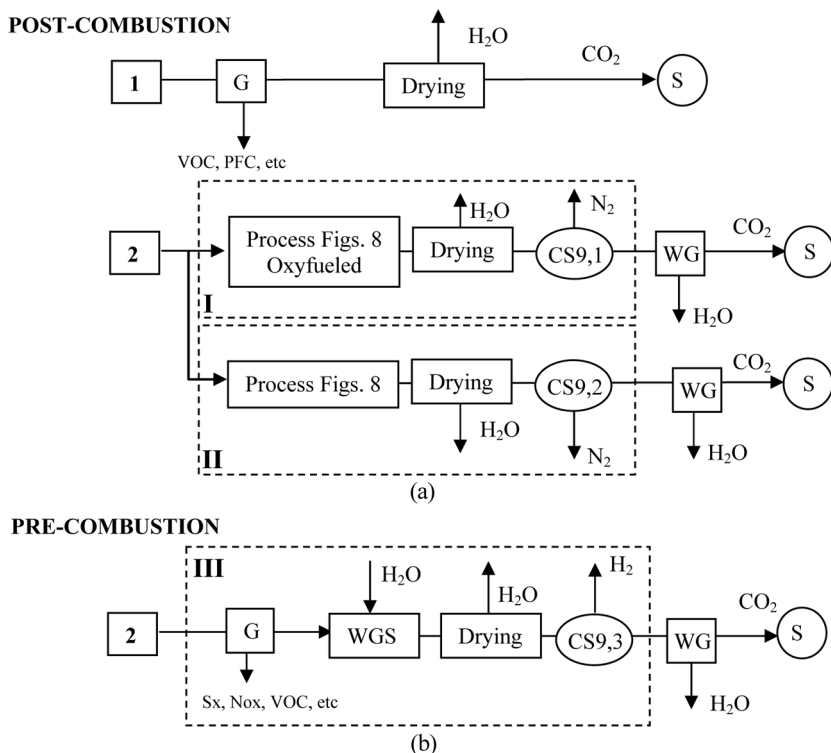 POST-COMBUSTION
H₂O
CO₂
1
G
Drying
S
VOC, PFC, etc
H₂O
N₂
CO₂
2
Process Figs. 8
Oxyfueled
Drying
CS9,1
WG
S
I
H₂O
CO₂
Process Figs. 8
Drying
CS9,2
WG
S
H₂O
N₂
H₂O
II
(a)
PRE-COMBUSTION
III
H₂O
H₂O
H₂
CO₂
2
G
WGS
Drying
CS9,3
WG
S
Sx, Nox, VOC, etc
H₂O
(b)